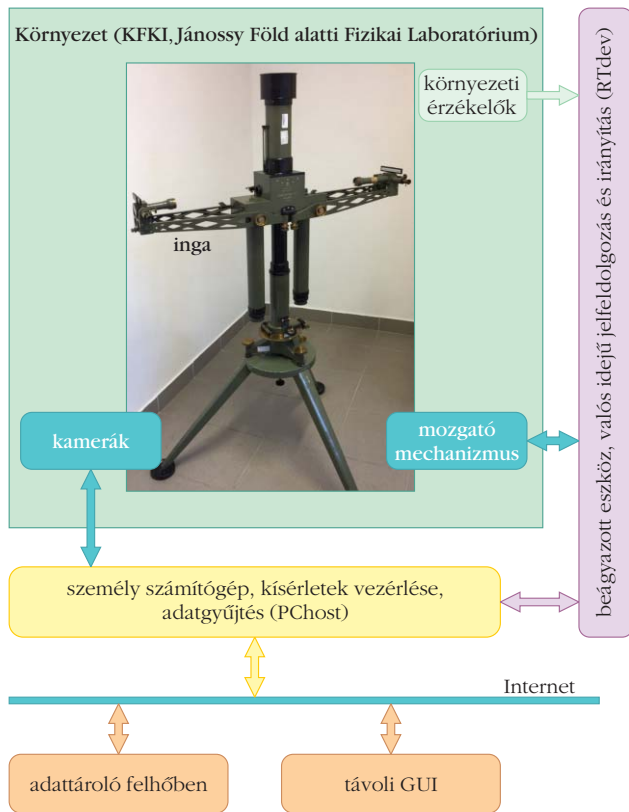 Környezet (KFKI, Jánossy Föld alatti Fizikai Laboratórium)
környezeti
érzékelők
inga
kamerák
mozgató
mechanizmus
beágyazott eszköz, valós idejű jelfeldolgozás és irányítás (RTdev)
személy számítógép, kísérletek vezérlése,
adatgyűjtés (PChost)
Internet
adattároló felhőben
távoli GUI